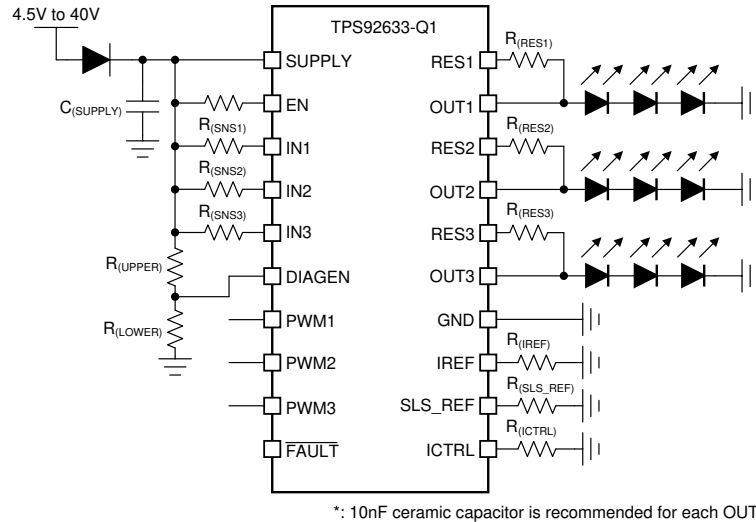 4.5V to 40V
TPS92633-Q1
C(SUPPLY)
R(SNS1)
R(SNS2)
R(SNS3)
R(UPPER)
R(LOWER)
SUPPLY
EN
IN1
IN2
IN3
DIAGEN
PWM1
PWM2
PWM3
FAULT
RES1
OUT1
RES2
OUT2
RES3
OUT3
GND
IREF
SLS_REF
ICTRL
R(RES1)
R(RES2)
R(RES3)
R(IREF)
R(SLS_REF)
R(ICTRL)
*: 10nF ceramic capacitor is recommended for each OUT